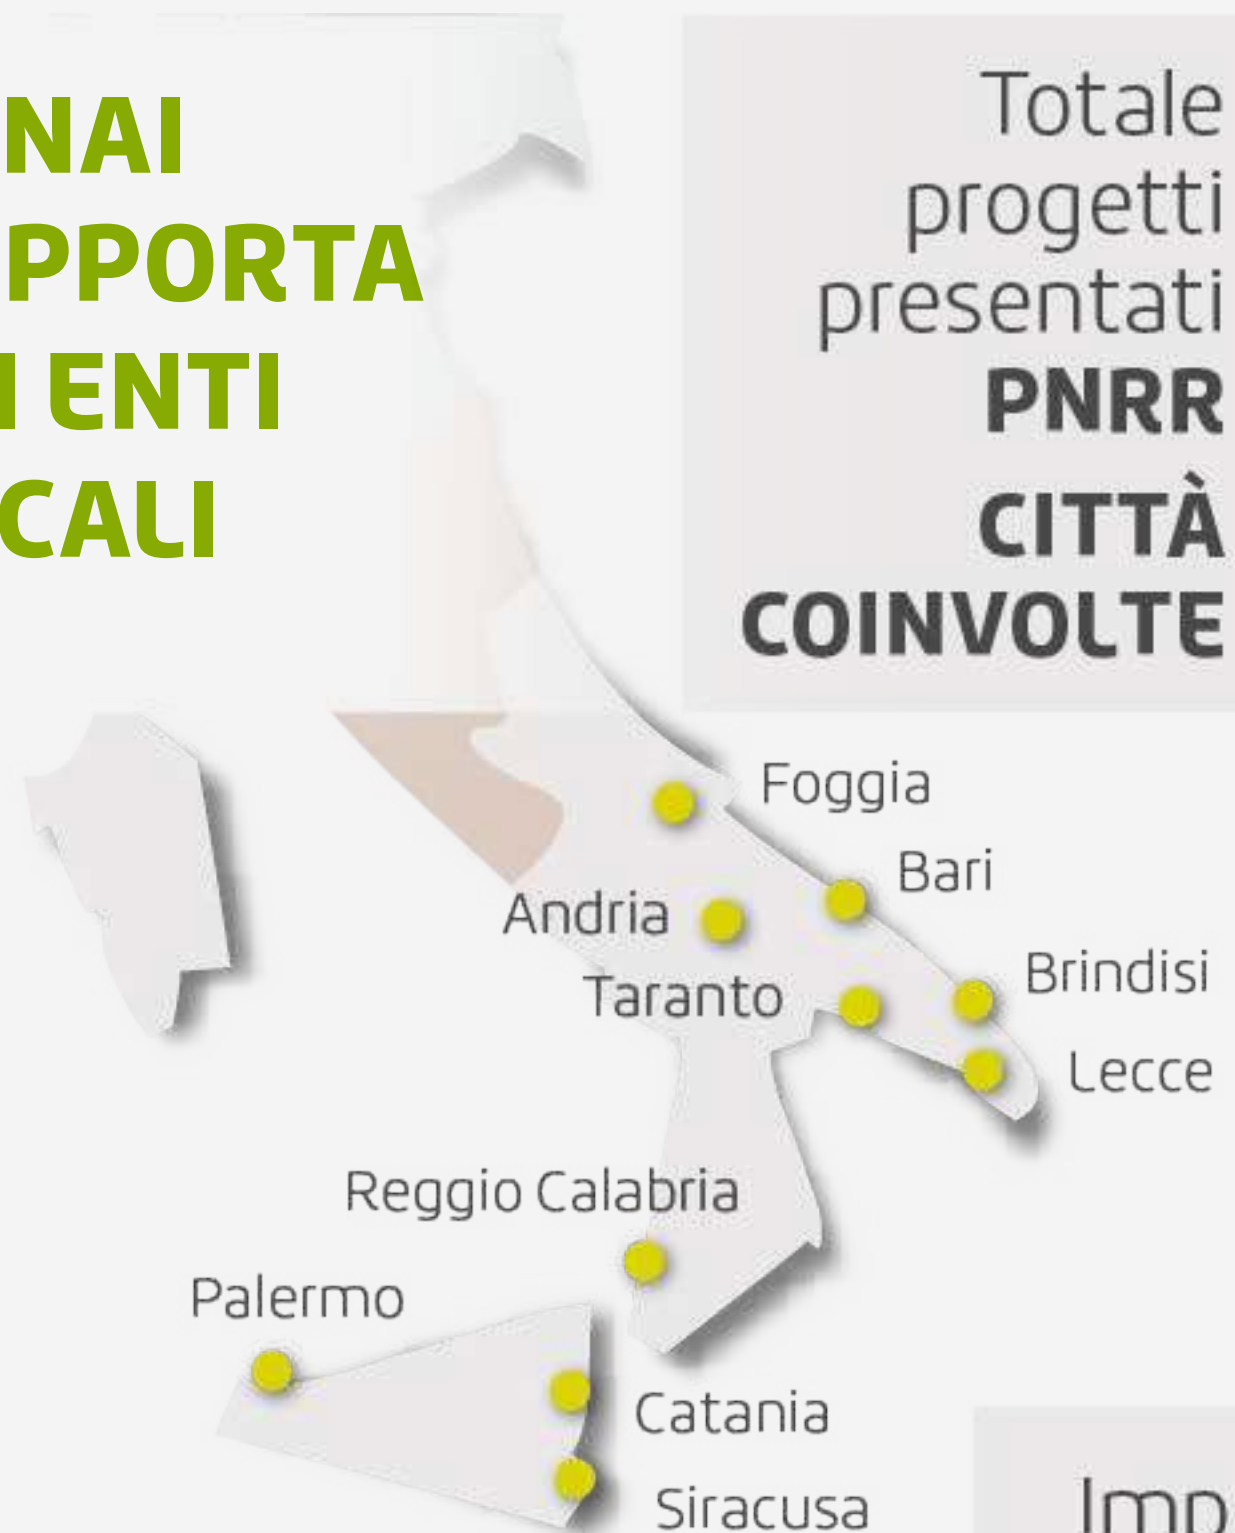 NAI
PPORTA
I ENTI
CALI
Totale
progetti
presentati
PNRR
CITTÀ
COINVOLTE
Foggia
Bari
Andria
Brindisi
Taranto
Lecce
Reggio Calabria
Palermo
Catania
Siracusa
Imp